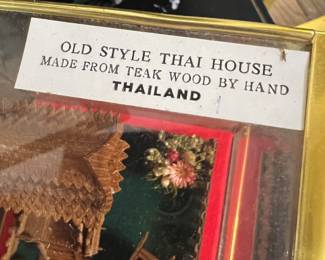 OLD STYLE THAI HOUSE
MADE FROM TEAK WOOD BY HAND
THAILAND